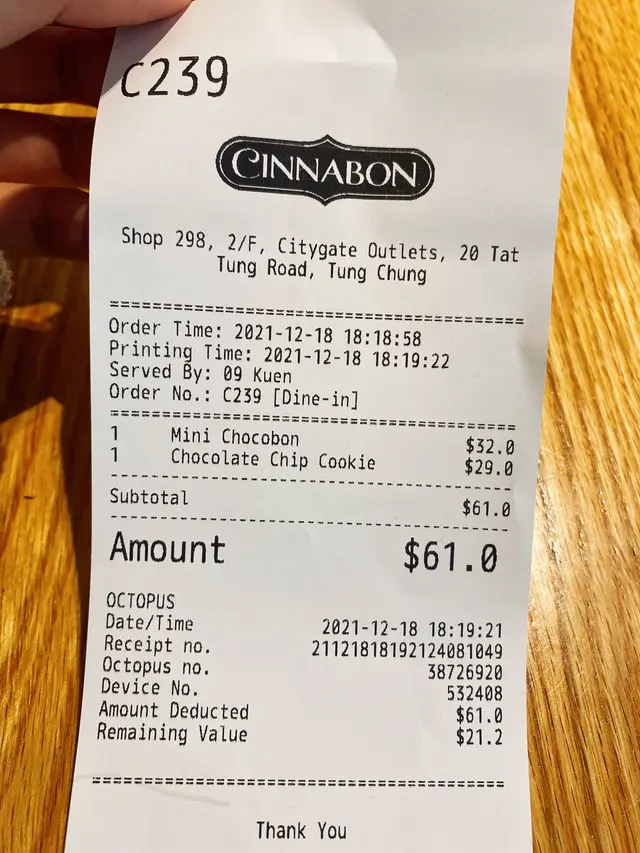 C239
CINNABON
Shop 298, 2/F, Citygate Outlets, 20 Tat
Tung Road, Tung Chung
================================================
Order Time: 2021-12-18 18:18:58
Printing Time: 2021-12-18 18:19:22
Served By: 09 Kuen
Order No.: C239 [Dine-in]
================================================
1 Mini Chocobon $32.0
1 Chocolate Chip Cookie $29.0
------------------------------------------------
Subtotal $61.0
------------------------------------------------
Amount $61.0
OCTOPUS
Date/Time 2021-12-18 18:19:21
Receipt no. 21121818192124081049
Octopus no. 38726920
Device No. 532408
Amount Deducted $61.0
Remaining Value $21.2
================================================
Thank You